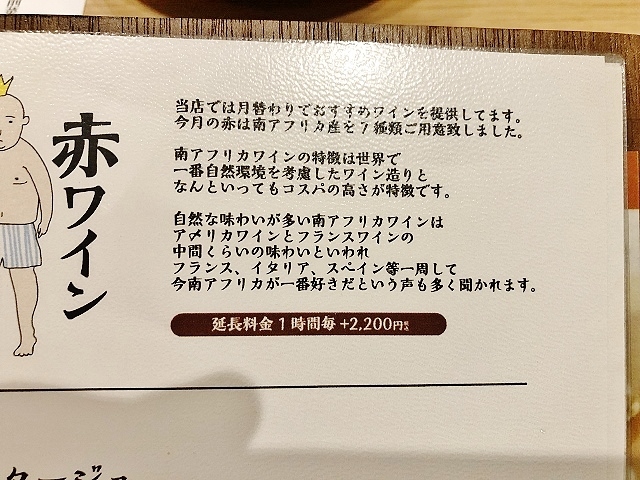 赤ワイン
当店では月替わりでおすすめワインを提供してます。
今月の赤は南アフリカ産を7種類ご用意致しました。
南アフリカワインの特徴は世界で
一番自然環境を考慮したワイン造りと
なんといってもコスパの高さが特徴です。
自然な味わいが多い南アフリカワインは
アメリカワインとフランスワインの
中間くらいの味わいといわれ
フランス、イタリア、スペイン等一周して
今南アフリカが一番好きだという声も多く聞かれます。
延長料金1時間毎+2,200円税込